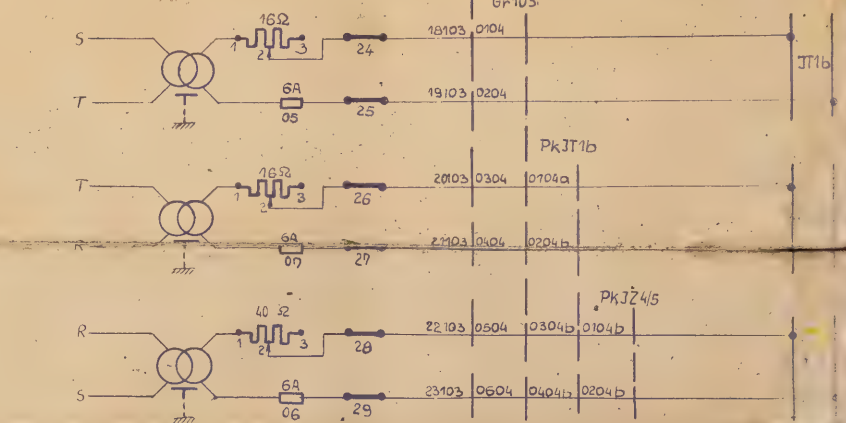 Gr103
S 16Ω 1 2 3 24 18103 0104 JT1b
T 6A 05 25 19103 0204
PkJT1b
T 16Ω 1 2 3 26 20103 0304 0104a
R 6A 07 27 21103 0404 0204b
PkJZ4/5
R 40 Ω 1 2 3 28 22103 0504 0304b 0104b
S 6A 06 29 23103 0604 0404b 0204b